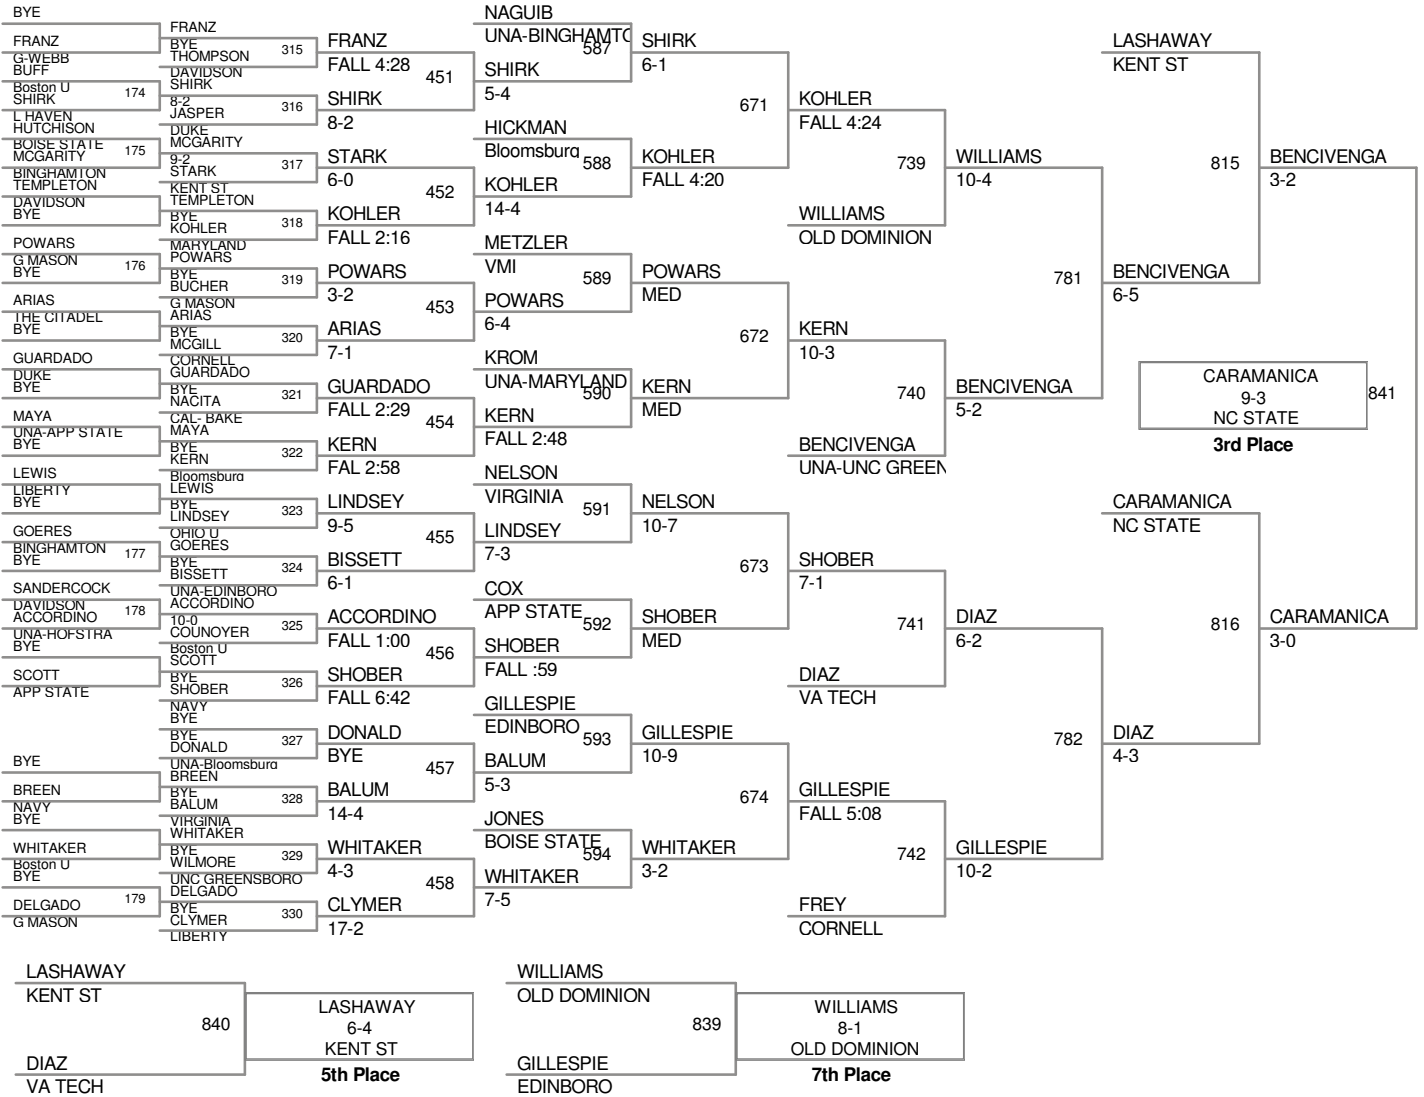 BYE
FRANZ
G-WEBB
BUFF
Boston U
SHIRK
174
L HAVEN
HUTCHISON
BOISE STATE
MCGARITY
175
BINGHAMTON
TEMPLETON
DAVIDSON
BYE
POWARS
G MASON
BYE
176
ARIAS
THE CITADEL
BYE
GUARDADO
DUKE
BYE
MAYA
UNA-APP STATE
BYE
LEWIS
LIBERTY
BYE
GOERES
BINGHAMTON
BYE
177
SANDERCOCK
DAVIDSON
ACCORDINO
178
UNA-HOFSTRA
BYE
SCOTT
APP STATE
BYE
BREEN
NAVY
BYE
WHITAKER
Boston U
BYE
DELGADO
179
G MASON
FRANZ
BYE
THOMPSON
315
DAVIDSON
SHIRK
8-2
JASPER
316
DUKE
MCGARITY
9-2
STARK
317
KENT ST
TEMPLETON
BYE
KOHLER
318
MARYLAND
POWARS
BYE
BUCHER
319
G MASON
ARIAS
BYE
MCGILL
320
CORNELL
GUARDADO
BYE
NACITA
321
CAL- BAKE
MAYA
BYE
KERN
322
Bloomsburg
LEWIS
BYE
LINDSEY
323
OHIO U
GOERES
BYE
BISSETT
324
UNA-EDINBORO
ACCORDINO
10-0
COUNOYER
325
Boston U
SCOTT
BYE
SHOBER
326
NAVY
BYE
BYE
DONALD
327
UNA-Bloomsburg
BREEN
BYE
BALUM
328
VIRGINIA
WHITAKER
BYE
WILMORE
329
UNC GREENSBORO
DELGADO
BYE
CLYMER
330
LIBERTY
FRANZ
FALL 4:28
451
SHIRK
8-2
STARK
6-0
452
KOHLER
FALL 2:16
POWARS
3-2
453
ARIAS
7-1
GUARDADO
FALL 2:29
454
KERN
FAL 2:58
LINDSEY
9-5
455
BISSETT
6-1
ACCORDINO
FALL 1:00
456
SHOBER
FALL 6:42
DONALD
BYE
457
BALUM
14-4
WHITAKER
4-3
458
CLYMER
17-2
NAGUIB
UNA-BINGHAMTO
587
SHIRK
5-4
HICKMAN
Bloomsburg
588
KOHLER
14-4
METZLER
VMI
589
POWARS
6-4
KROM
UNA-MARYLAND
590
KERN
FALL 2:48
NELSON
VIRGINIA
591
LINDSEY
7-3
COX
APP STATE
592
SHOBER
FALL :59
GILLESPIE
EDINBORO
593
BALUM
5-3
JONES
BOISE STATE
594
WHITAKER
7-5
SHIRK
6-1
671
KOHLER
FALL 4:20
POWARS
MED
672
KERN
MED
NELSON
10-7
673
SHOBER
MED
GILLESPIE
10-9
674
WHITAKER
3-2
KOHLER
FALL 4:24
739
WILLIAMS
OLD DOMINION
KERN
10-3
740
BENCIVENGA
UNA-UNC GREEN
SHOBER
7-1
741
DIAZ
VA TECH
GILLESPIE
FALL 5:08
742
FREY
CORNELL
WILLIAMS
10-4
781
BENCIVENGA
5-2
DIAZ
6-2
782
GILLESPIE
10-2
LASHAWAY
KENT ST
815
BENCIVENGA
6-5
CARAMANICA
NC STATE
816
DIAZ
4-3
BENCIVENGA
3-2
CARAMANICA
9-3
NC STATE
841
3rd Place
CARAMANICA
3-0
LASHAWAY
KENT ST
840
DIAZ
VA TECH
LASHAWAY
6-4
KENT ST
5th Place
WILLIAMS
OLD DOMINION
839
GILLESPIE
EDINBORO
WILLIAMS
8-1
OLD DOMINION
7th Place